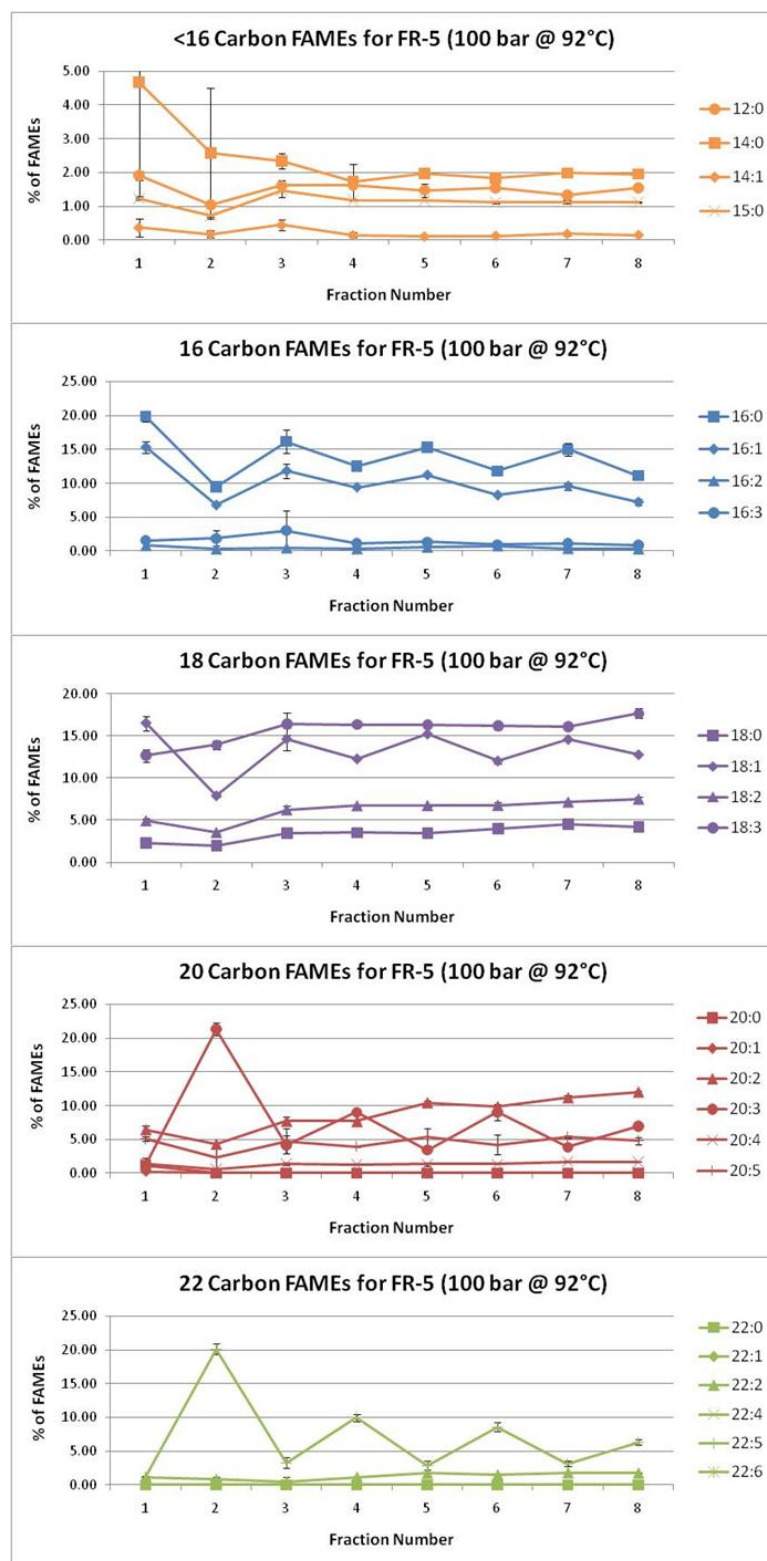 <16 Carbon FAMEs for FR-5 (100 bar @ 92°C)
5.00
4.00
3.00
2.00
1.00
0.00
% of FAMEs
1 2 3 4 5 6 7 8
Fraction Number
12:0
14:0
14:1
15:0
16 Carbon FAMEs for FR-5 (100 bar @ 92°C)
25.00
20.00
15.00
10.00
5.00
0.00
% of FAMEs
1 2 3 4 5 6 7 8
Fraction Number
16:0
16:1
16:2
16:3
18 Carbon FAMEs for FR-5 (100 bar @ 92°C)
20.00
15.00
10.00
5.00
0.00
% of FAMEs
1 2 3 4 5 6 7 8
Fraction Number
18:0
18:1
18:2
18:3
20 Carbon FAMEs for FR-5 (100 bar @ 92°C)
25.00
20.00
15.00
10.00
5.00
0.00
% of FAMEs
1 2 3 4 5 6 7 8
Fraction Number
20:0
20:1
20:2
20:3
20:4
20:5
22 Carbon FAMEs for FR-5 (100 bar @ 92°C)
25.00
20.00
15.00
10.00
5.00
0.00
% of FAMEs
1 2 3 4 5 6 7 8
Fraction Number
22:0
22:1
22:2
22:4
22:5
22:6